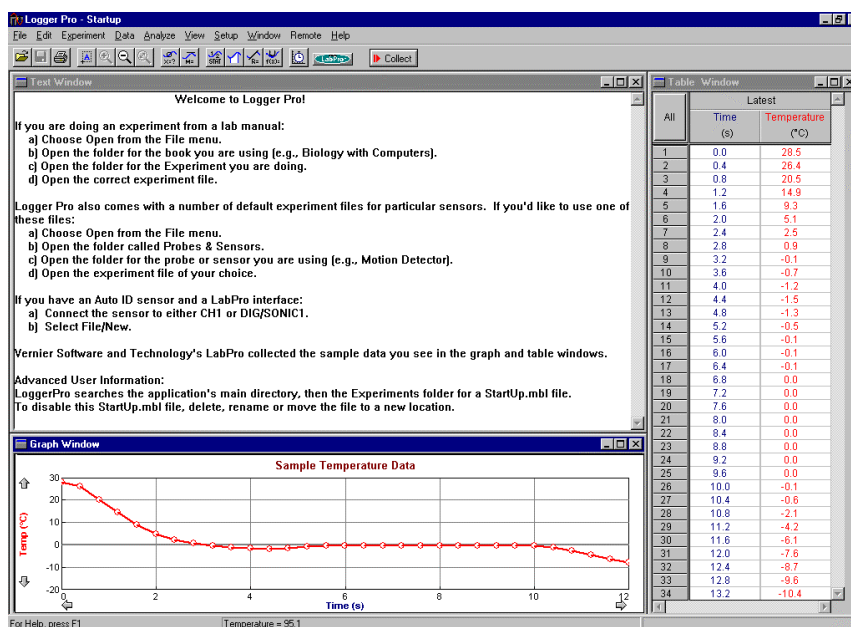 Logger Pro - Startup
File Edit Experiment Data Analyze View Setup Window Remote Help
LabPro Collect
Text Window
Welcome to Logger Pro!
If you are doing an experiment from a lab manual:
a) Choose Open from the File menu.
b) Open the folder for the book you are using (e.g., Biology with Computers).
c) Open the folder for the Experiment you are doing.
d) Open the correct experiment file.
Logger Pro also comes with a number of default experiment files for particular sensors. If you'd like to use one of
these files:
a) Choose Open from the File menu.
b) Open the folder called Probes & Sensors.
c) Open the folder for the probe or sensor you are using (e.g., Motion Detector).
d) Open the experiment file of your choice.
If you have an Auto ID sensor and a LabPro interface:
a) Connect the sensor to either CH1 or DIG/SONIC1.
b) Select File/New.
Vernier Software and Technology's LabPro collected the sample data you see in the graph and table windows.
Advanced User Information:
LoggerPro searches the application's main directory, then the Experiments folder for a StartUp.mbl file.
To disable this StartUp.mbl file, delete, rename or move the file to a new location.
Graph Window
Sample Temperature Data
Temp (°C)
30
20
10
0
-10
-20
0 2 4 6 8 10 12
Time (s)
Table Window
All
Latest
Time Temperature
(s) (°C)
1 0.0 28.5
2 0.4 26.4
3 0.8 20.5
4 1.2 14.9
5 1.6 9.3
6 2.0 5.1
7 2.4 2.5
8 2.8 0.9
9 3.2 -0.1
10 3.6 -0.7
11 4.0 -1.2
12 4.4 -1.5
13 4.8 -1.3
14 5.2 -0.5
15 5.6 -0.1
16 6.0 -0.1
17 6.4 -0.1
18 6.8 0.0
19 7.2 0.0
20 7.6 0.0
21 8.0 0.0
22 8.4 0.0
23 8.8 0.0
24 9.2 0.0
25 9.6 0.0
26 10.0 -0.1
27 10.4 -0.6
28 10.8 -2.1
29 11.2 -4.2
30 11.6 -6.1
31 12.0 -7.6
32 12.4 -8.7
33 12.8 -9.6
34 13.2 -10.4
For Help, press F1
Temperature = 95.1